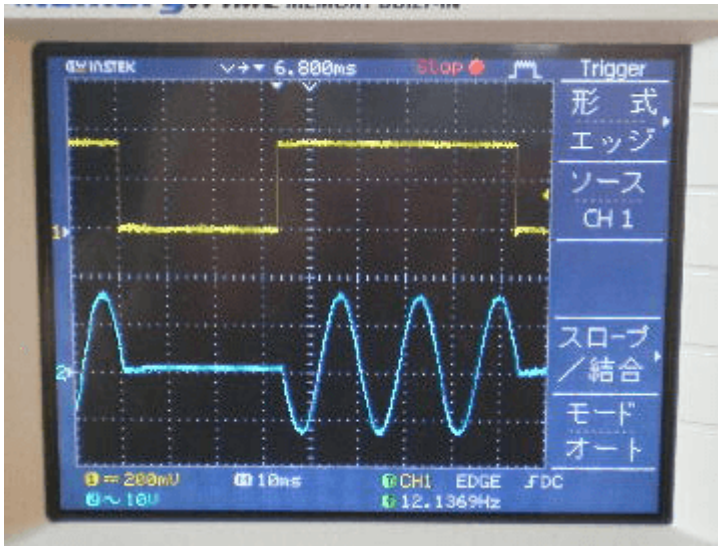 GW INSTEK 6.800ms Stop Trigger
形式
エッジ
ソース
CH 1
スロープ
／結合
モード
オート
1
2
1 200mV 10ms CH1 EDGE DC
2 10V 12.1369Hz